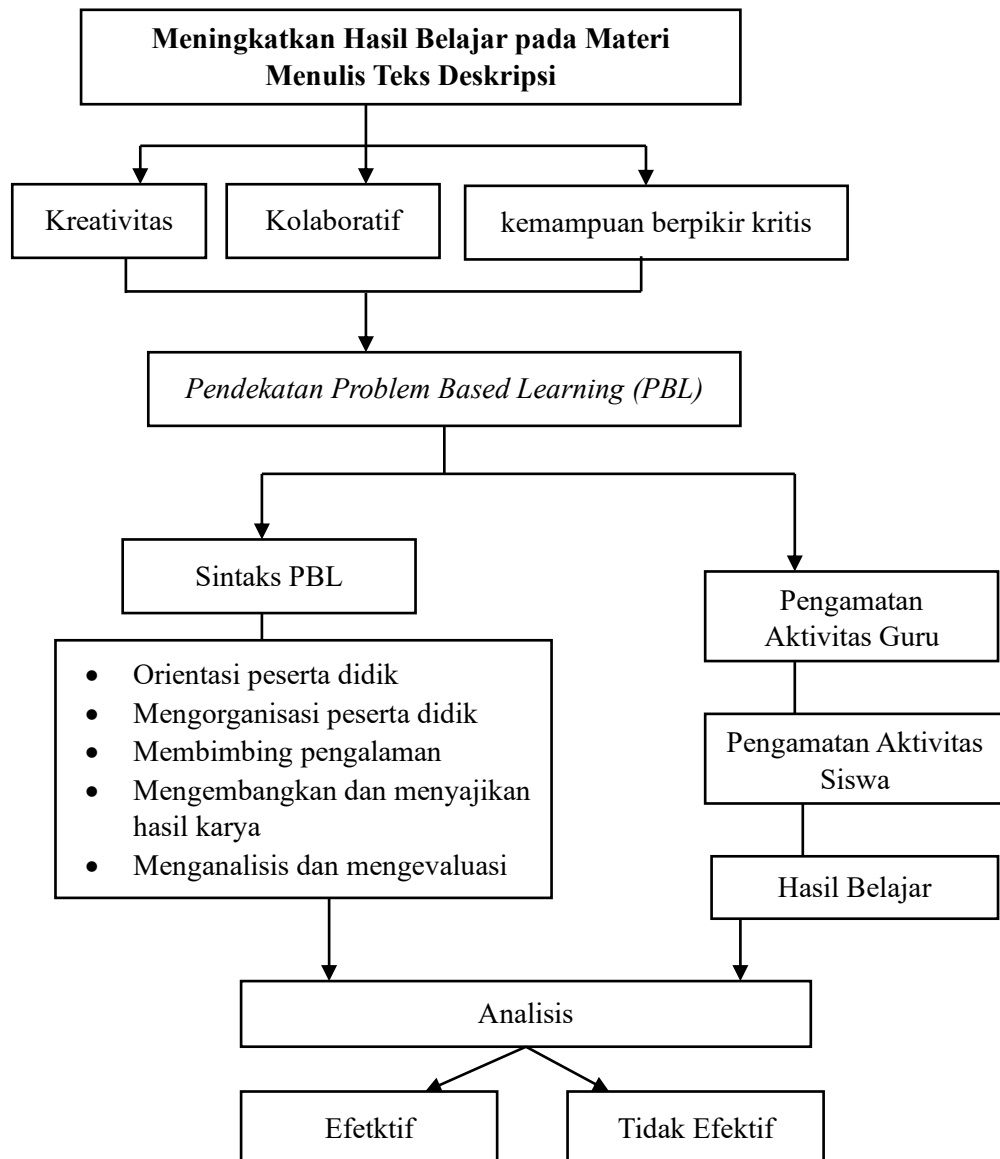 Meningkatkan Hasil Belajar pada Materi
Menulis Teks Deskripsi
Kreativitas
Kolaboratif
kemampuan berpikir kritis
Pendekatan Problem Based Learning (PBL)
Sintaks PBL
• Orientasi peserta didik
• Mengorganisasi peserta didik
• Membimbing pengalaman
• Mengembangkan dan menyajikan
hasil karya
• Menganalisis dan mengevaluasi
Pengamatan
Aktivitas Guru
Pengamatan Aktivitas
Siswa
Hasil Belajar
Analisis
Efetktif
Tidak Efektif